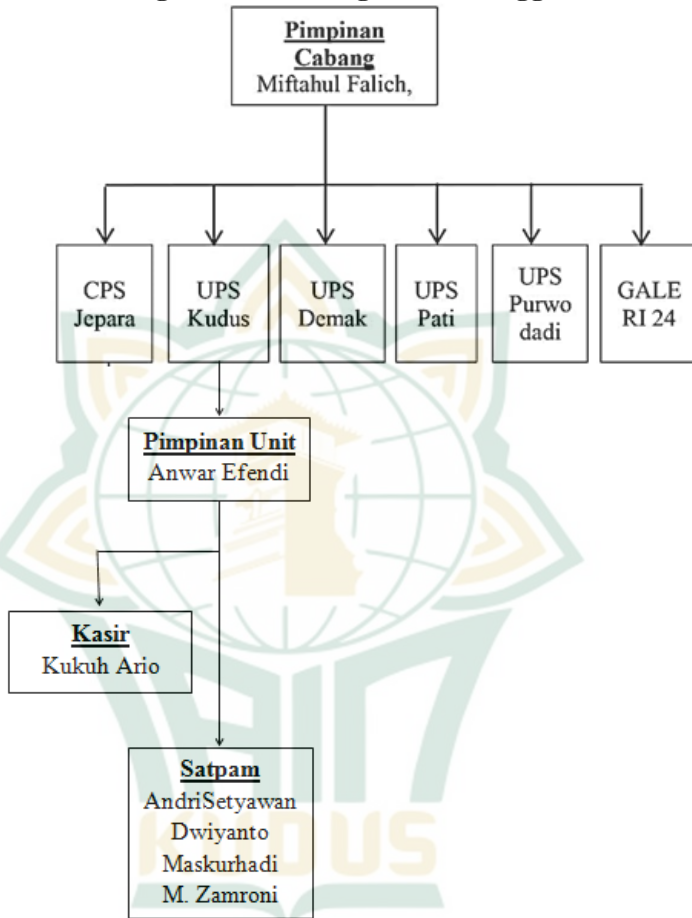 Pimpinan
Cabang
Miftahul Falich,
CPS
Jepara
UPS
Kudus
UPS
Demak
UPS
Pati
UPS
Purwo
dadi
GALE
RI 24
Pimpinan Unit
Anwar Efendi
Kasir
Kukuh Ario
Satpam
AndriSetyawan
Dwiyanto
Maskurhadi
M. Zamroni
KUDUS